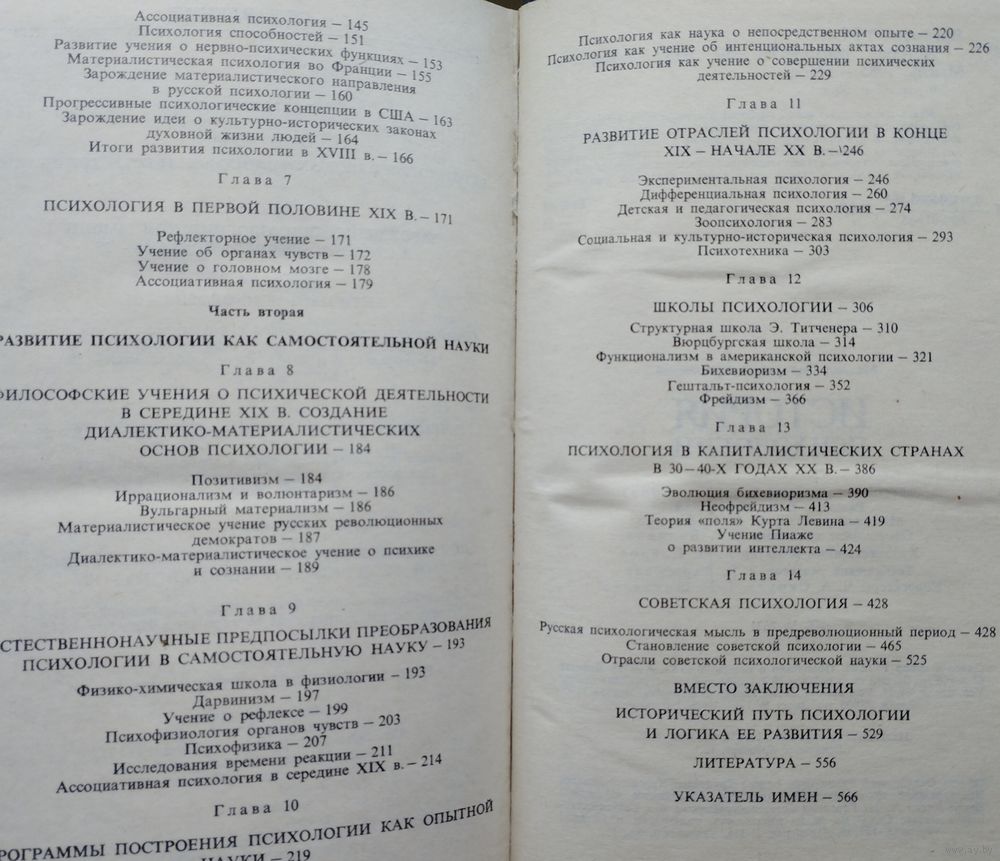 Ассоциативная психология — 145
Психология способностей — 151
Развитие учения о нервно-психических функциях — 153
Материалистическая психология во Франции — 155
Зарождение материалистического направления
в русской психологии — 160
Прогрессивные психологические концепции в США — 163
Зарождение идеи о культурно-исторических законах
духовной жизни людей — 164
Итоги развития психологии в XVIII в. — 166
Глава 7
ПСИХОЛОГИЯ В ПЕРВОЙ ПОЛОВИНЕ XIX В. — 171
Рефлекторное учение — 171
Учение об органах чувств — 172
Учение о головном мозге — 178
Ассоциативная психология — 179
Часть вторая
РАЗВИТИЕ ПСИХОЛОГИИ КАК САМОСТОЯТЕЛЬНОЙ НАУКИ
Глава 8
ФИЛОСОФСКИЕ УЧЕНИЯ О ПСИХИЧЕСКОЙ ДЕЯТЕЛЬНОСТИ
В СЕРЕДИНЕ XIX В. СОЗДАНИЕ
ДИАЛЕКТИКО-МАТЕРИАЛИСТИЧЕСКИХ
ОСНОВ ПСИХОЛОГИИ — 184
Позитивизм — 184
Иррационализм и волюнтаризм — 186
Вульгарный материализм — 186
Материалистическое учение русских революционных
демократов — 187
Диалектико-материалистическое учение о психике
и сознании — 189
Глава 9
ЕСТЕСТВЕННОНАУЧНЫЕ ПРЕДПОСЫЛКИ ПРЕОБРАЗОВАНИЯ
ПСИХОЛОГИИ В САМОСТОЯТЕЛЬНУЮ НАУКУ — 193
Физико-химическая школа в физиологии — 193
Дарвинизм — 197
Учение о рефлексе — 199
Психофизиология органов чувств — 203
Психофизика — 207
Исследования времени реакции — 211
Ассоциативная психология в середине XIX в. — 214
Глава 10
ПРОГРАММЫ ПОСТРОЕНИЯ ПСИХОЛОГИИ КАК ОПЫТНОЙ
НАУКИ — 219
Психология как наука о непосредственном опыте — 220
Психология как учение об интенциональных актах сознания — 226
Психология как учение о совершении психических
деятельностей — 229
Глава 11
РАЗВИТИЕ ОТРАСЛЕЙ ПСИХОЛОГИИ В КОНЦЕ
XIX — НАЧАЛЕ XX В. — 246
Экспериментальная психология — 246
Дифференциальная психология — 260
Детская и педагогическая психология — 274
Зоопсихология — 283
Социальная и культурно-историческая психология — 293
Психотехника — 303
Глава 12
ШКОЛЫ ПСИХОЛОГИИ — 306
Структурная школа Э. Титченера — 310
Вюрцбургская школа — 314
Функционализм в американской психологии — 321
Бихевиоризм — 334
Гештальт-психология — 352
Фрейдизм — 366
Глава 13
ПСИХОЛОГИЯ В КАПИТАЛИСТИЧЕСКИХ СТРАНАХ
В 30—40-Х ГОДАХ XX В. — 386
Эволюция бихевиоризма — 390
Неофрейдизм — 413
Теория «поля» Курта Левина — 419
Учение Пиаже
о развитии интеллекта — 424
Глава 14
СОВЕТСКАЯ ПСИХОЛОГИЯ — 428
Русская психологическая мысль в предреволюционный период — 428
Становление советской психологии — 465
Отрасли советской психологической науки — 525
ВМЕСТО ЗАКЛЮЧЕНИЯ
ИСТОРИЧЕСКИЙ ПУТЬ ПСИХОЛОГИИ
И ЛОГИКА ЕЕ РАЗВИТИЯ — 529
ЛИТЕРАТУРА — 556
УКАЗАТЕЛЬ ИМЕН — 566
www.ay.by